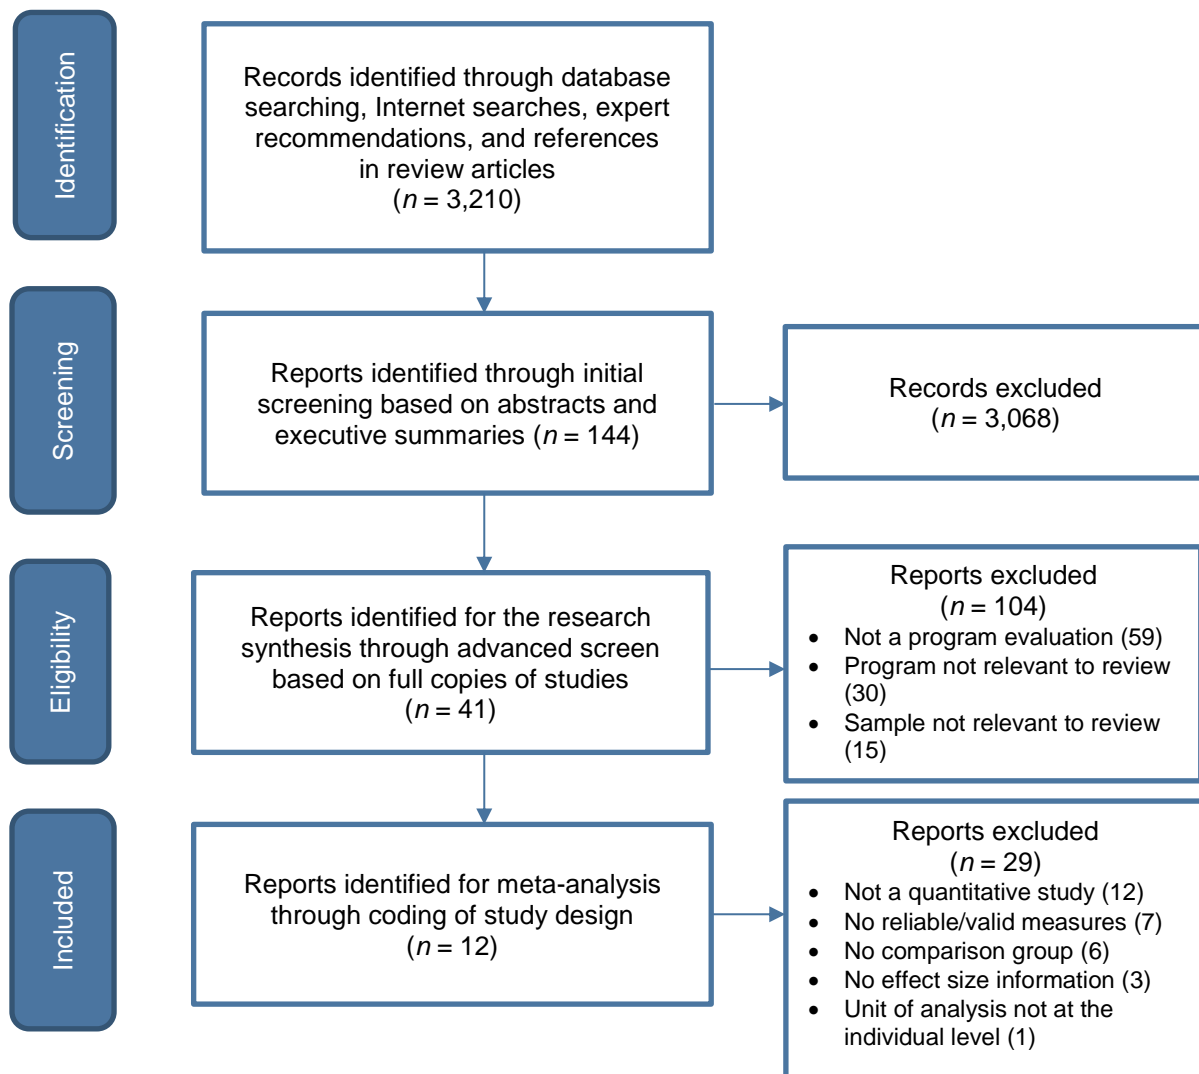 Identification
Records identified through database
searching, Internet searches, expert
recommendations, and references
in review articles
(n = 3,210)
Screening
Reports identified through initial
screening based on abstracts and
executive summaries (n = 144)
Records excluded
(n = 3,068)
Eligibility
Reports identified for the research
synthesis through advanced screen
based on full copies of studies
(n = 41)
Reports excluded
(n = 104)
• Not a program evaluation (59)
• Program not relevant to review
(30)
• Sample not relevant to review
(15)
Included
Reports identified for meta-analysis
through coding of study design
(n = 12)
Reports excluded
(n = 29)
• Not a quantitative study (12)
• No reliable/valid measures (7)
• No comparison group (6)
• No effect size information (3)
• Unit of analysis not at the
individual level (1)